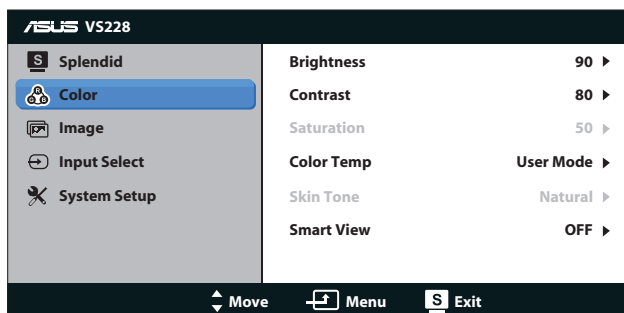 ASUS VS228
S Splendid
Color
Image
Input Select
System Setup
Brightness 90
Contrast 80
Saturation 50
Color Temp User Mode
Skin Tone Natural
Smart View OFF
Move Menu S Exit